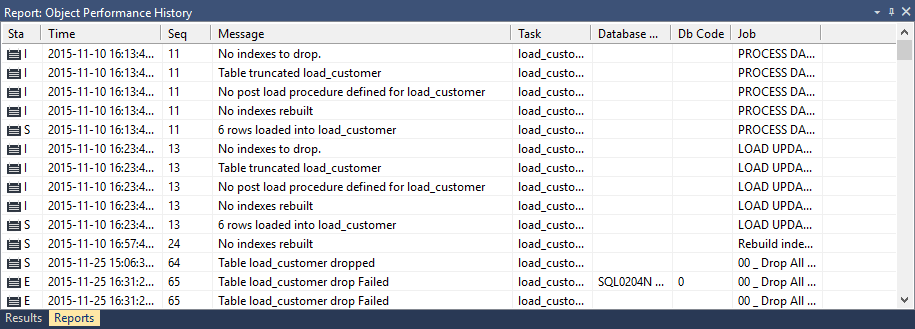 Report: Object Performance History
Sta Time Seq Message Task Database ... Db Code Job
I 2015-11-10 16:13:4... 11 No indexes to drop. load_custo... PROCESS DA...
I 2015-11-10 16:13:4... 11 Table truncated load_customer load_custo... PROCESS DA...
I 2015-11-10 16:13:4... 11 No post load procedure defined for load_customer load_custo... PROCESS DA...
I 2015-11-10 16:13:4... 11 No indexes rebuilt load_custo... PROCESS DA...
S 2015-11-10 16:13:4... 11 6 rows loaded into load_customer load_custo... PROCESS DA...
I 2015-11-10 16:23:4... 13 No indexes to drop. load_custo... LOAD UPDA...
I 2015-11-10 16:23:4... 13 Table truncated load_customer load_custo... LOAD UPDA...
I 2015-11-10 16:23:4... 13 No post load procedure defined for load_customer load_custo... LOAD UPDA...
I 2015-11-10 16:23:4... 13 No indexes rebuilt load_custo... LOAD UPDA...
S 2015-11-10 16:23:4... 13 6 rows loaded into load_customer load_custo... LOAD UPDA...
S 2015-11-10 16:57:4... 24 No indexes rebuilt load_custo... Rebuild inde...
S 2015-11-25 15:06:3... 64 Table load_customer dropped load_custo... 00 _ Drop All ...
E 2015-11-25 16:31:2... 65 Table load_customer drop Failed load_custo... SQL0204N ... 0 00 _ Drop All ...
E 2015-11-25 16:31:2... 65 Table load_customer drop Failed load_custo... 00 _ Drop All ...
Results Reports